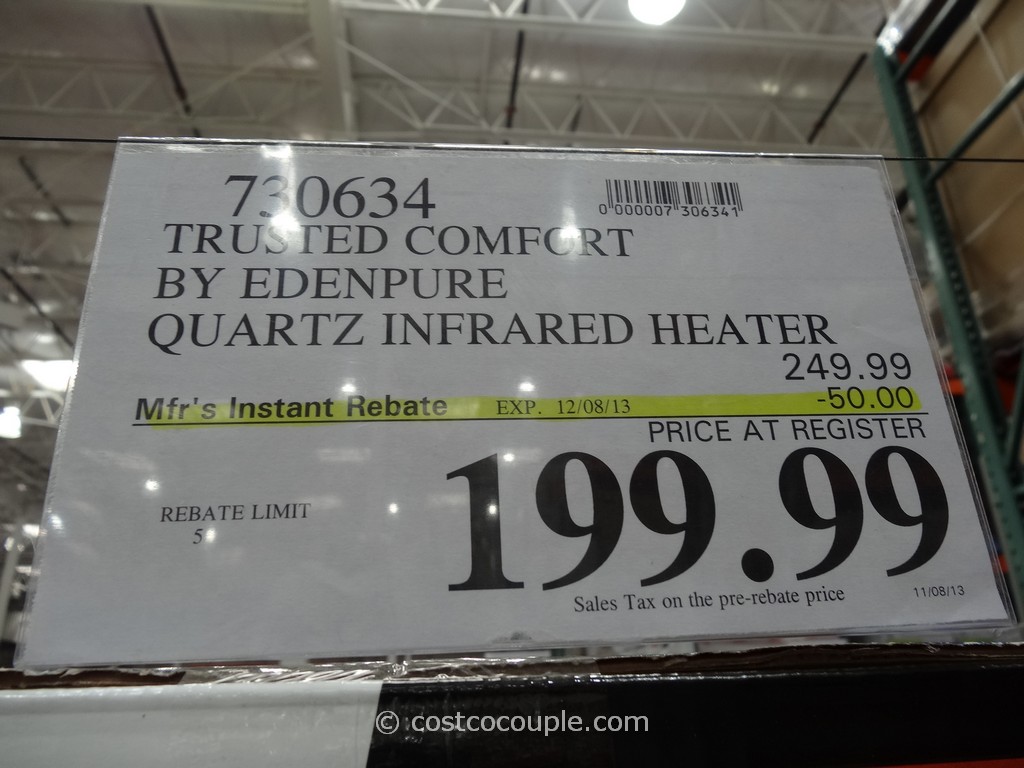 730634
0 000007 306341
TRUSTED COMFORT
BY EDENPURE
QUARTZ INFRARED HEATER
249.99
Mfr's Instant Rebate EXP. 12/08/13 -50.00
PRICE AT REGISTER
199.99
REBATE LIMIT
5
Sales Tax on the pre-rebate price
11/08/13
© costcocouple.com